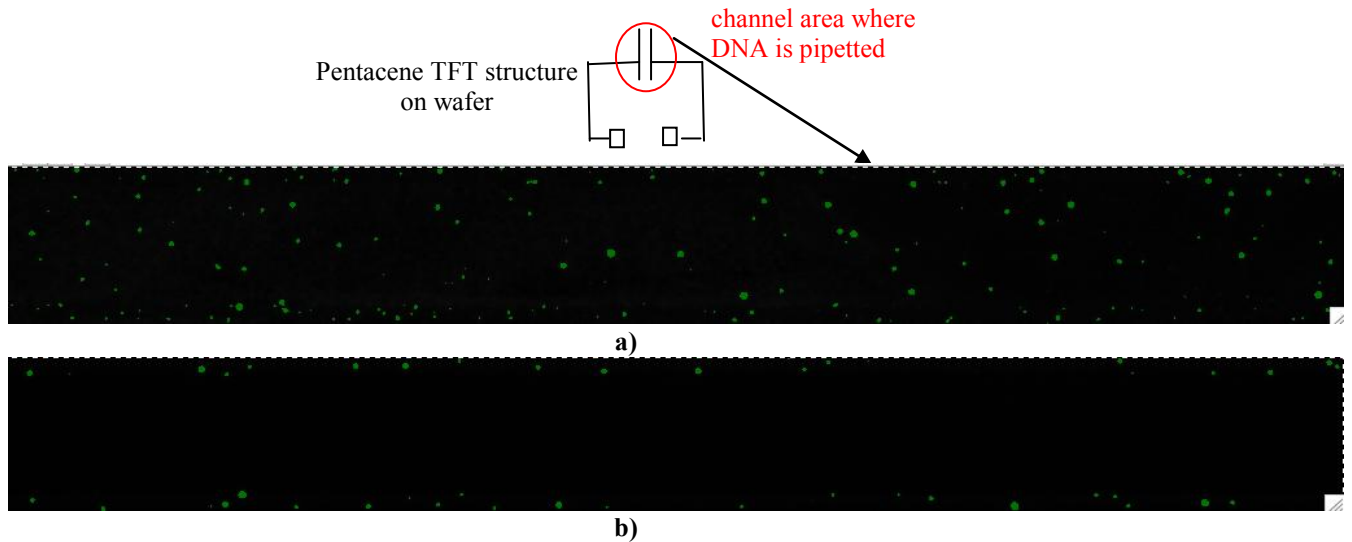 channel area where
DNA is pipetted
Pentacene TFT structure
on wafer
a)
b)